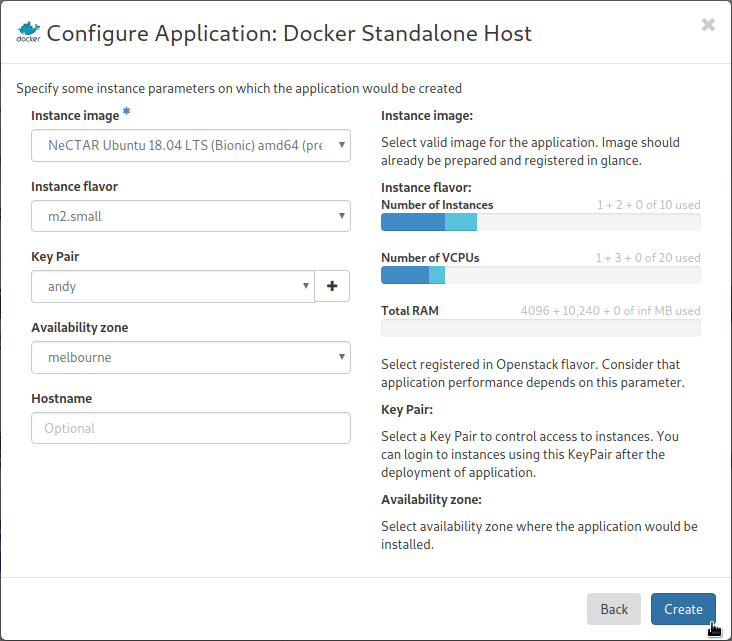 docker
Configure Application: Docker Standalone Host
×
Specify some instance parameters on which the application would be created
Instance image *
NeCTAR Ubuntu 18.04 LTS (Bionic) amd64 (pre
Instance flavor
m2.small
Key Pair
andy
+
Availability zone
melbourne
Hostname
Optional
Instance image:
Select valid image for the application. Image should
already be prepared and registered in glance.
Instance flavor:
Number of Instances 1 + 2 + 0 of 10 used
Number of VCPUs 1 + 3 + 0 of 20 used
Total RAM 4096 + 10,240 + 0 of inf MB used
Select registered in Openstack flavor. Consider that
application performance depends on this parameter.
Key Pair:
Select a Key Pair to control access to instances. You
can login to instances using this KeyPair after the
deployment of application.
Availability zone:
Select availability zone where the application would be
installed.
Back
Create